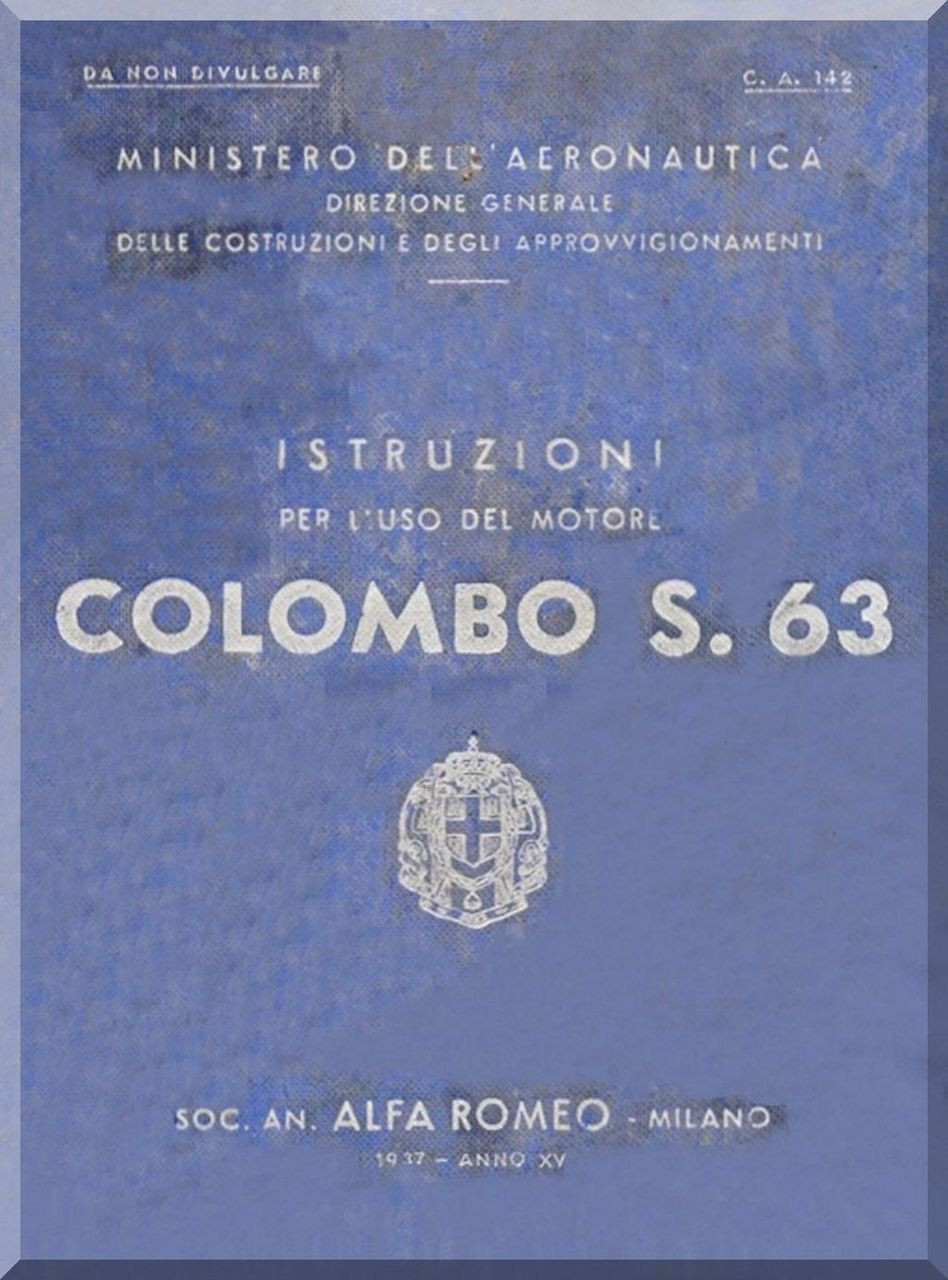 DA NON DIVULGARE
C. A. 142
MINISTERO DELL'AERONAUTICA
DIREZIONE GENERALE
DELLE COSTRUZIONI E DEGLI APPROVVIGIONAMENTI
ISTRUZIONI
PER L'USO DEL MOTORE
COLOMBO S. 63
SOC. AN. ALFA ROMEO - MILANO
1937 - ANNO XV